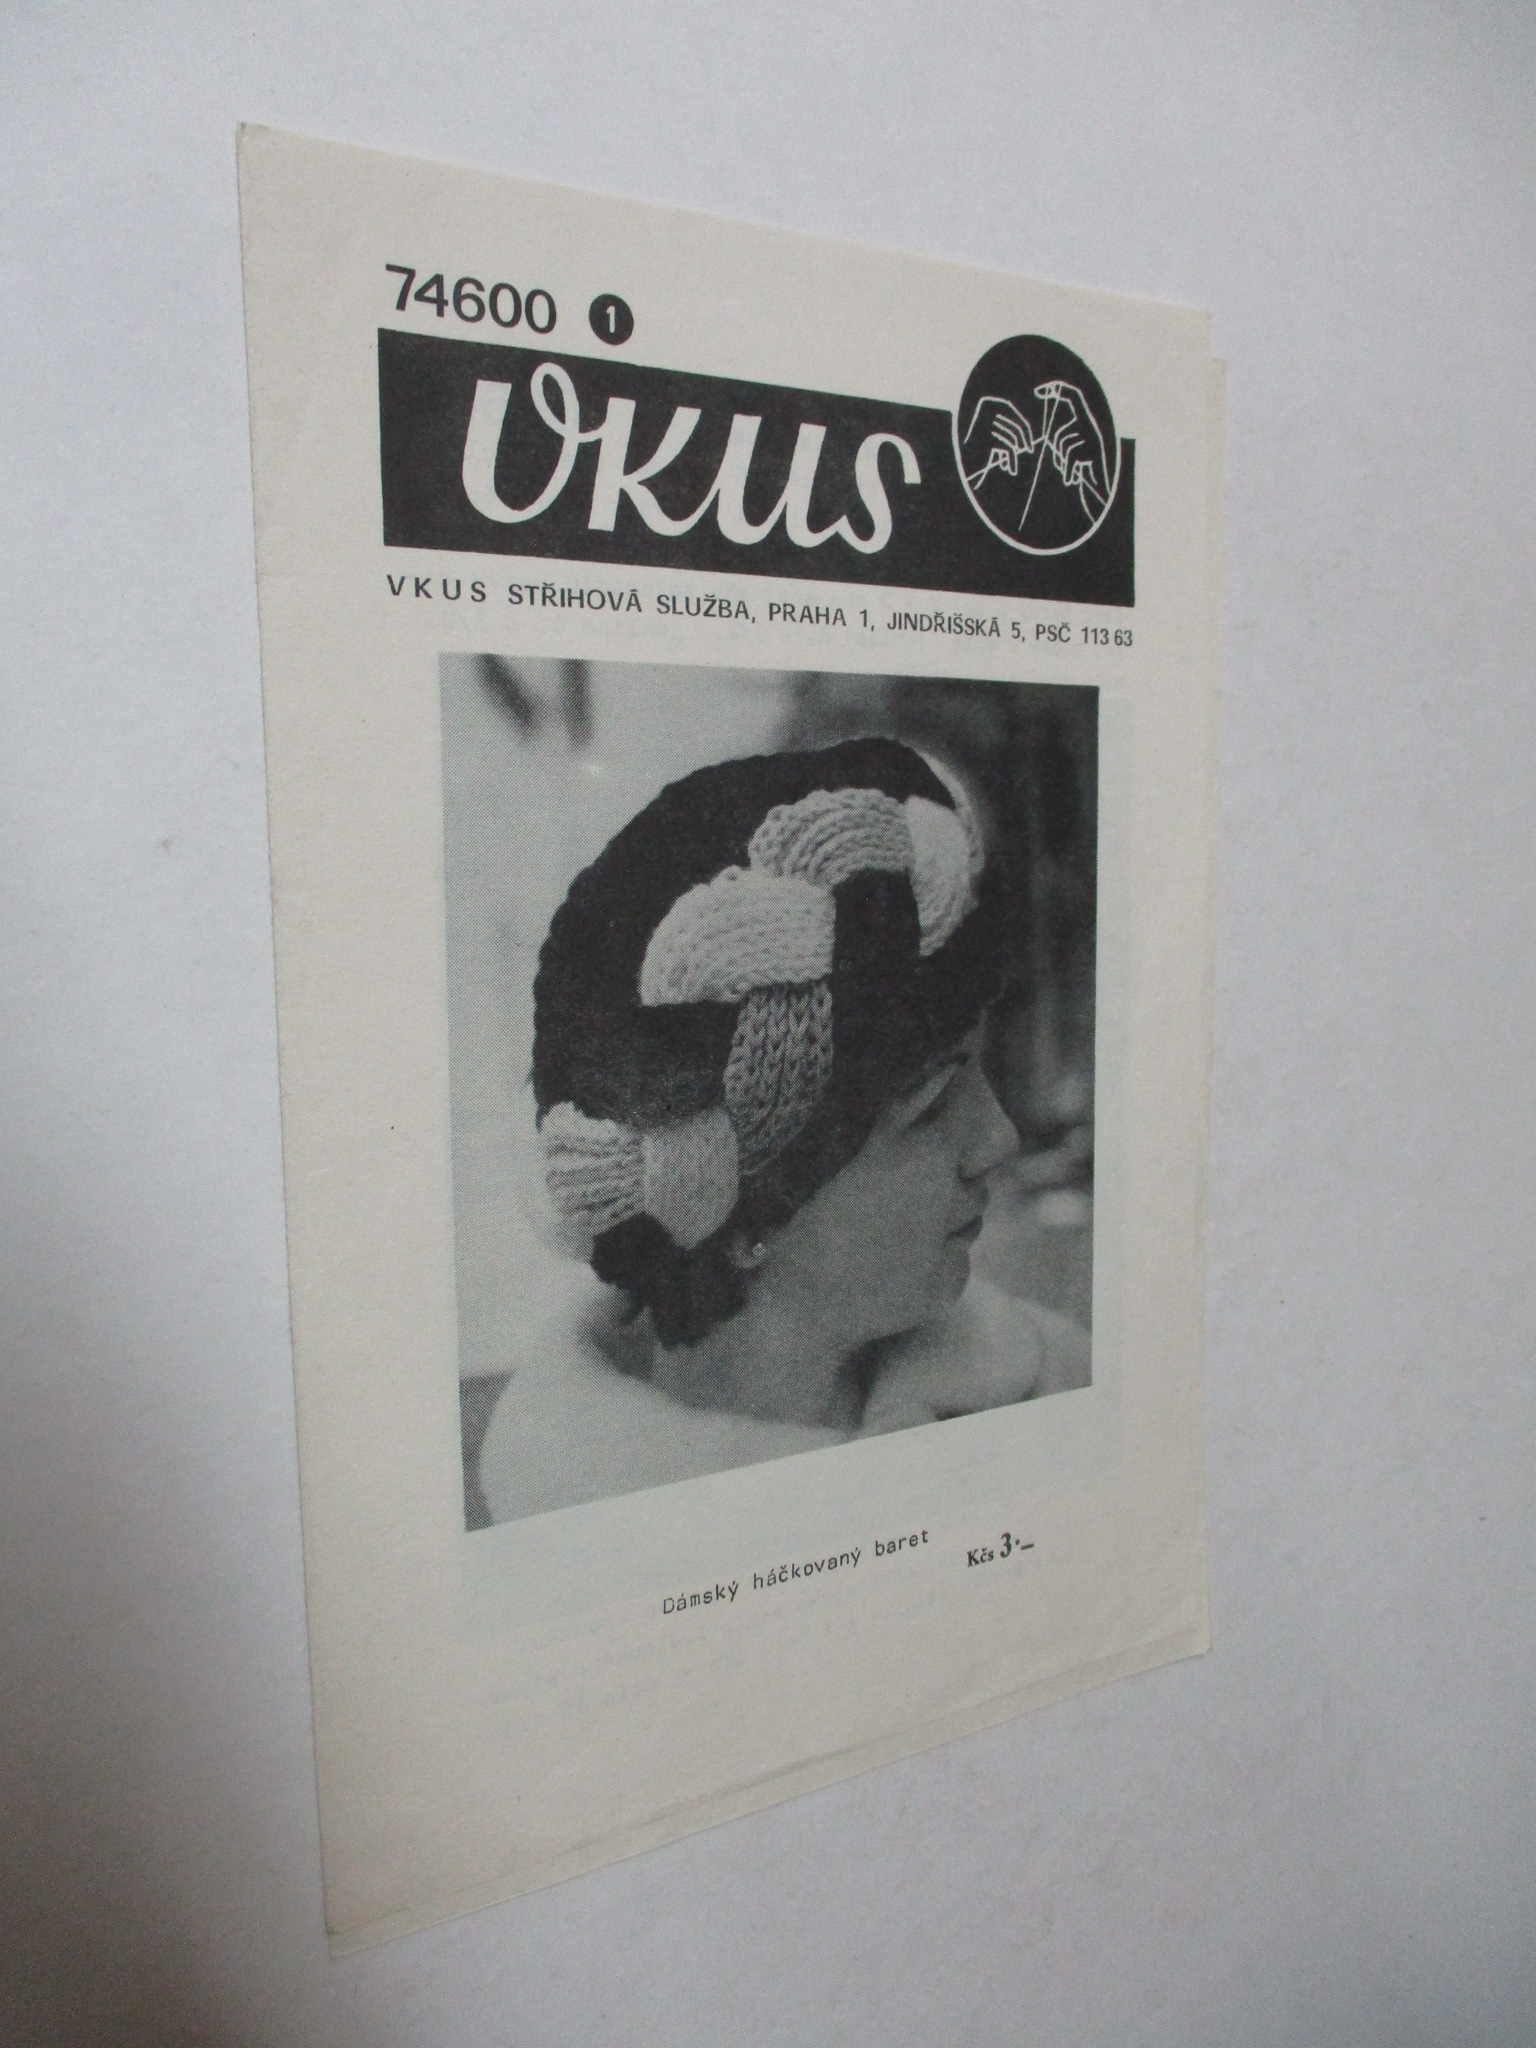 74600 1
vkus
VKUS STŘIHOVÁ SLUŽBA, PRAHA 1, JINDŘIŠSKÁ 5, PSČ 113 63
Dámský háčkovaný baret
Kčs 3·–